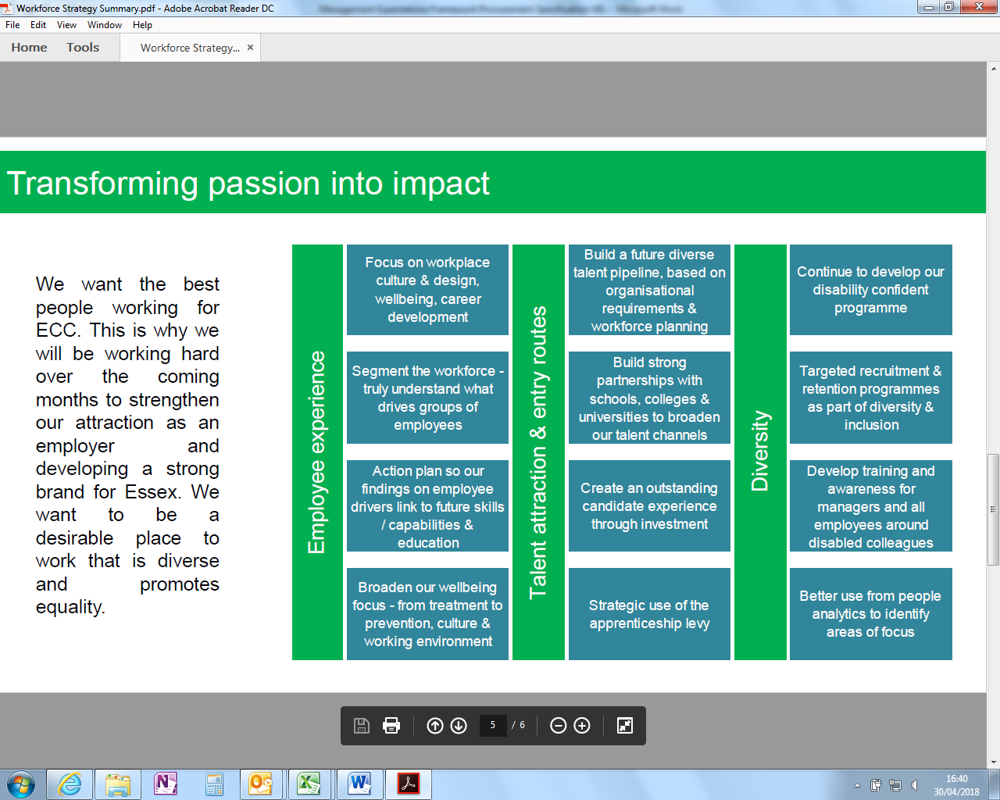 Workforce Strategy Summary.pdf - Adobe Acrobat Reader DC
File Edit View Window Help
Home Tools Workforce Strategy... ×
Transforming passion into impact
We want the best
people working for
ECC. This is why we
will be working hard
over the coming
months to strengthen
our attraction as an
employer and
developing a strong
brand for Essex. We
want to be a
desirable place to
work that is diverse
and promotes
equality.
Employee experience
Focus on workplace
culture & design,
wellbeing, career
development
Segment the workforce -
truly understand what
drives groups of
employees
Action plan so our
findings on employee
drivers link to future skills
/ capabilities &
education
Broaden our wellbeing
focus - from treatment to
prevention, culture &
working environment
Talent attraction & entry routes
Build a future diverse
talent pipeline, based on
organisational
requirements &
workforce planning
Build strong
partnerships with
schools, colleges &
universities to broaden
our talent channels
Create an outstanding
candidate experience
through investment
Strategic use of the
apprenticeship levy
Diversity
Continue to develop our
disability confident
programme
Targeted recruitment &
retention programmes
as part of diversity &
inclusion
Develop training and
awareness for
managers and all
employees around
disabled colleagues
Better use from people
analytics to identify
areas of focus
5 / 6
16:40
30/04/2018